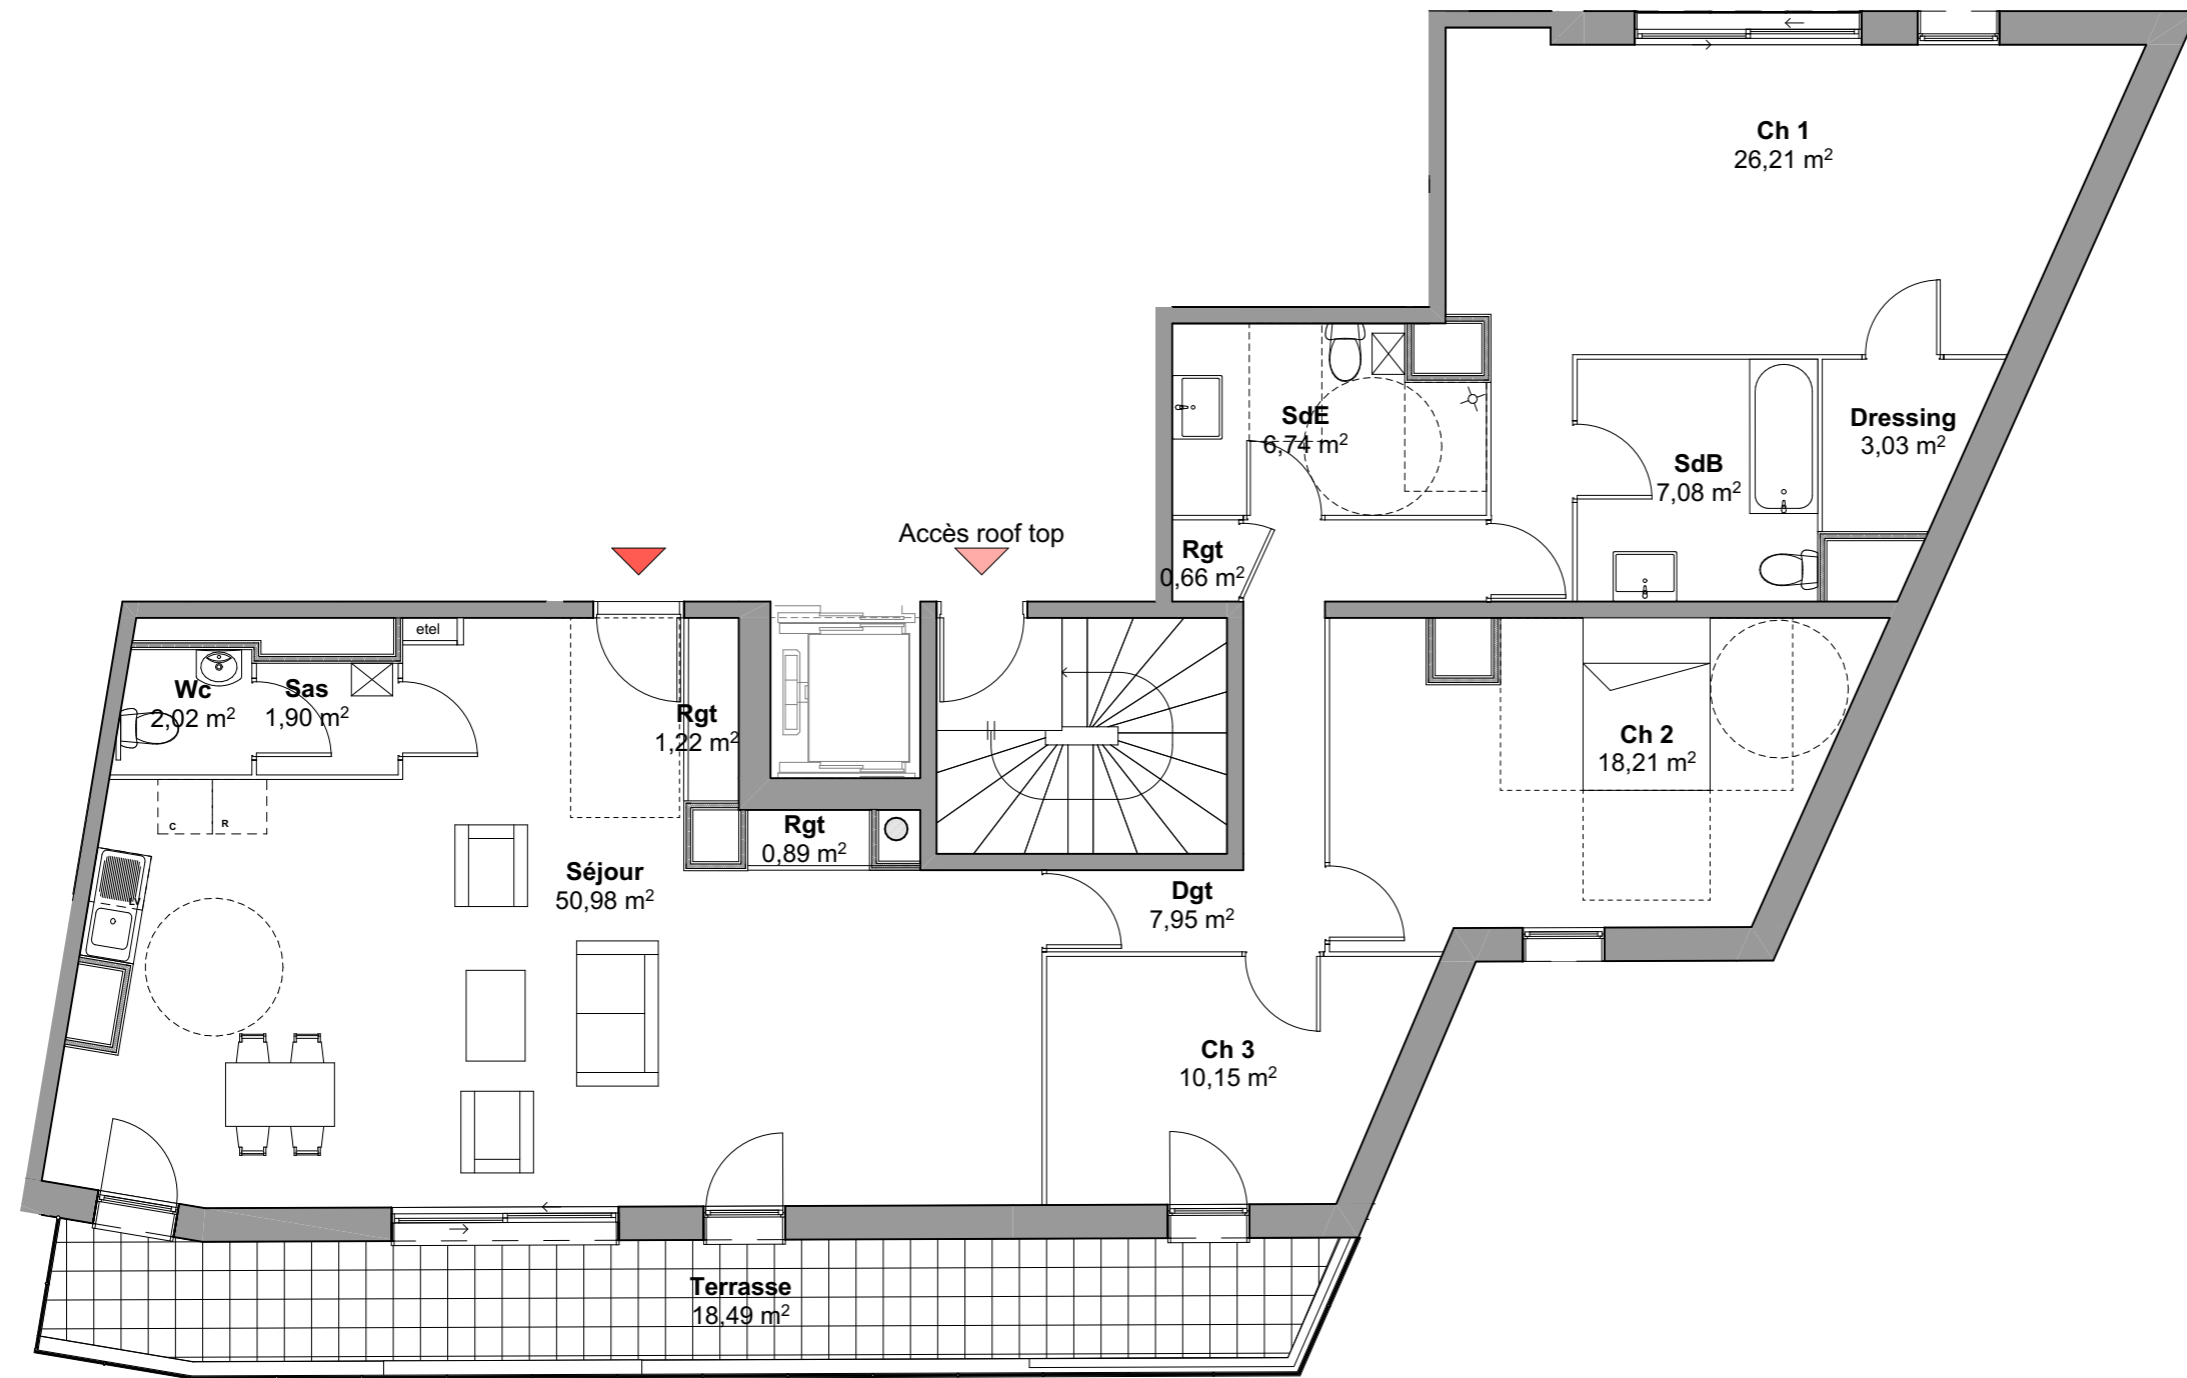 Ch 1
26,21 m²
SdE
6,74 m²
Dressing
3,03 m²
SdB
7,08 m²
Accès roof top
Rgt
0,66 m²
etel
Wc
2,02 m²
Sas
1,90 m²
Rgt
1,22 m²
Ch 2
18,21 m²
C
R
Rgt
0,89 m²
Séjour
50,98 m²
Dgt
7,95 m²
LV
Ch 3
10,15 m²
Terrasse
18,49 m²